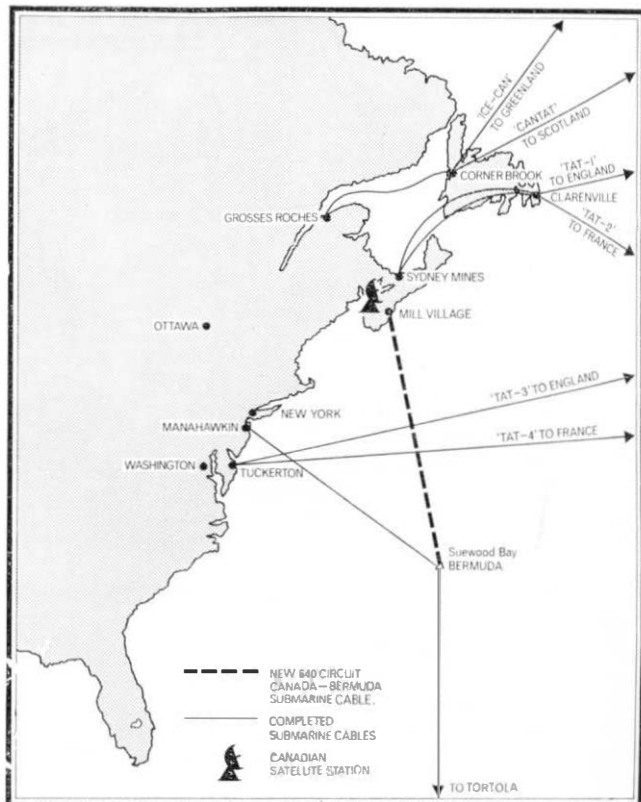 'ICE-CAN'
TO GREENLAND
'CANTAT'
TO SCOTLAND
'TAT-1'
TO ENGLAND
CORNER BROOK
CLARENVILLE
'TAT-2'
TO FRANCE
GROSSES ROCHES
SYDNEY MINES
MILL VILLAGE
OTTAWA
'TAT-3' TO ENGLAND
NEW YORK
MANAHAWKIN
'TAT-4' TO FRANCE
WASHINGTON
TUCKERTON
Suewood Bay
BERMUDA
NEW 640 CIRCUIT
CANADA-BERMUDA
SUBMARINE CABLE.
COMPLETED
SUBMARINE CABLES
CANADIAN
SATELLITE STATION
TO TORTOLA